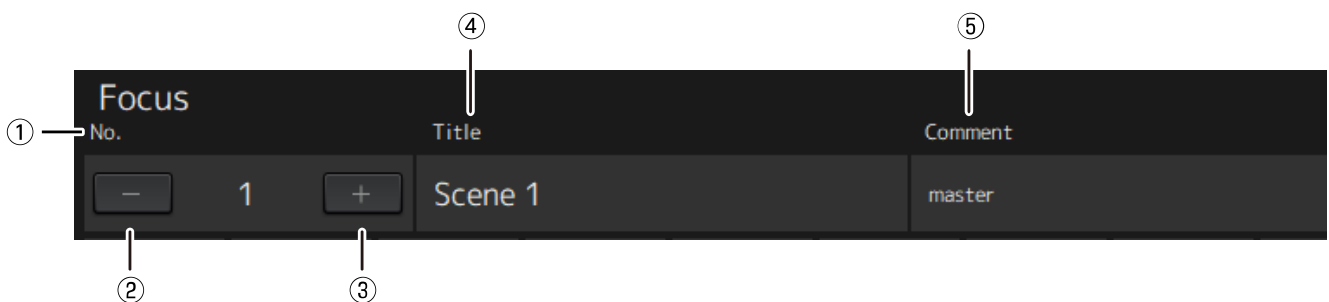 ④ ⑤
Focus
① No. Title Comment
− 1 + Scene 1 master
② ③